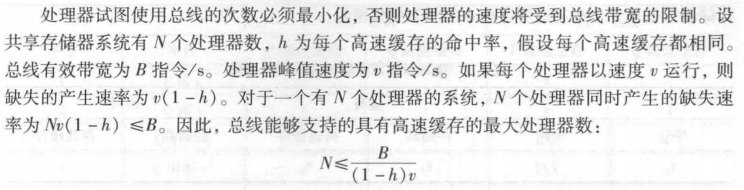 处理器试图使用总线的次数必须最小化，否则处理器的速度将受到总线带宽的限制。设
共享存储器系统有 N 个处理器数，h 为每个高速缓存的命中率，假设每个高速缓存都相同。
总线有效带宽为 B 指令/s。处理器峰值速度为 v 指令/s。如果每个处理器以速度 v 运行，则
缺失的产生速率为 v(1-h)。对于一个有 N 个处理器的系统，N 个处理器同时产生的缺失速
率为 Nv(1-h) ≤B。因此，总线能够支持的具有高速缓存的最大处理器数：
N≤B/((1-h)v)